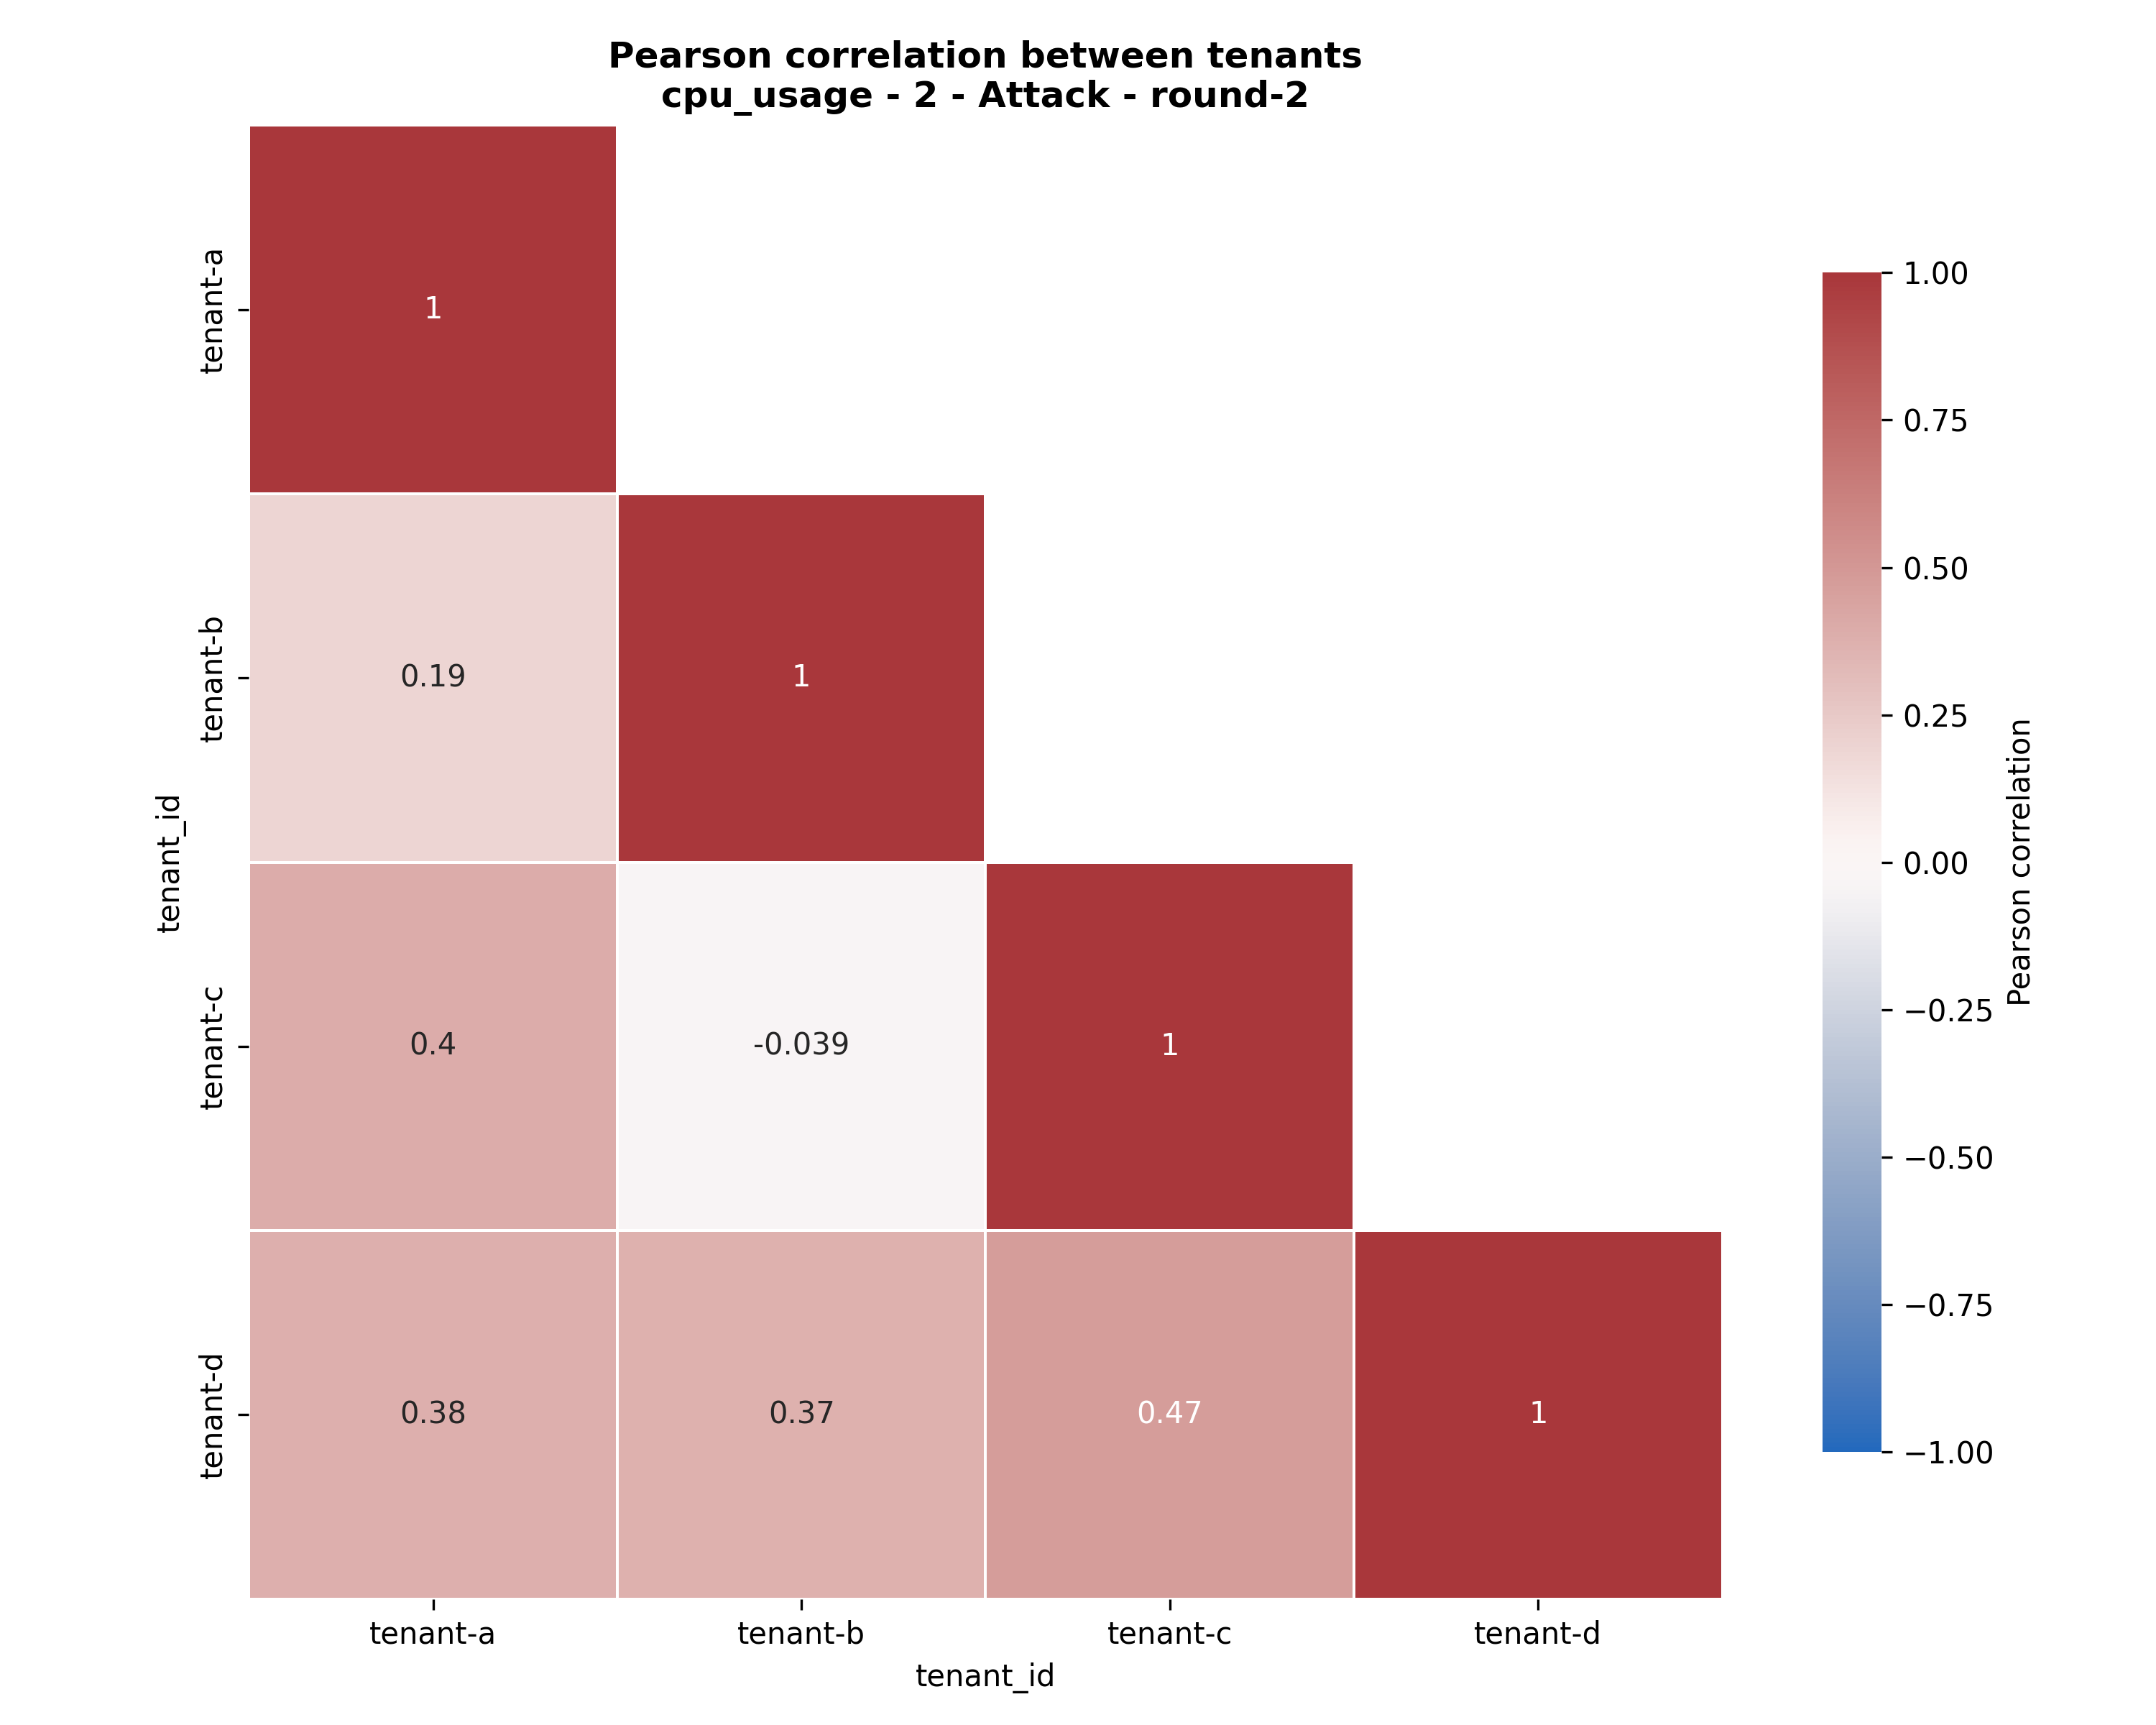 Pearson correlation between tenants
cpu_usage - 2 - Attack - round-2
tenant_id
tenant-a
1
tenant-b
0.19
1
tenant-c
0.4
-0.039
1
tenant-d
0.38
0.37
0.47
1
tenant-a
tenant-b
tenant-c
tenant-d
tenant_id
1.00
0.75
0.50
0.25
0.00
−0.25
−0.50
−0.75
−1.00
Pearson correlation